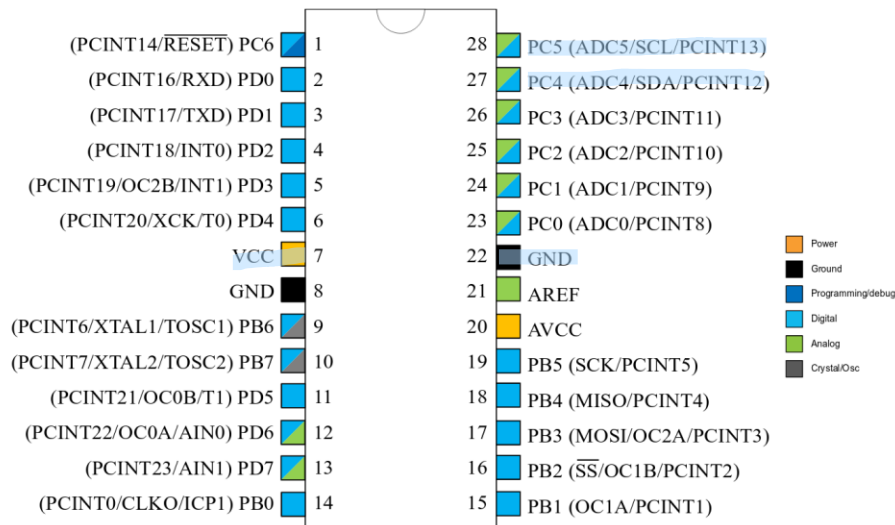 (PCINT14/RESET) PC6 1 28 PC5 (ADC5/SCL/PCINT13)
(PCINT16/RXD) PD0 2 27 PC4 (ADC4/SDA/PCINT12)
(PCINT17/TXD) PD1 3 26 PC3 (ADC3/PCINT11)
(PCINT18/INT0) PD2 4 25 PC2 (ADC2/PCINT10)
(PCINT19/OC2B/INT1) PD3 5 24 PC1 (ADC1/PCINT9)
(PCINT20/XCK/T0) PD4 6 23 PC0 (ADC0/PCINT8)
VCC 7 22 GND
GND 8 21 AREF
(PCINT6/XTAL1/TOSC1) PB6 9 20 AVCC
(PCINT7/XTAL2/TOSC2) PB7 10 19 PB5 (SCK/PCINT5)
(PCINT21/OC0B/T1) PD5 11 18 PB4 (MISO/PCINT4)
(PCINT22/OC0A/AIN0) PD6 12 17 PB3 (MOSI/OC2A/PCINT3)
(PCINT23/AIN1) PD7 13 16 PB2 (SS/OC1B/PCINT2)
(PCINT0/CLKO/ICP1) PB0 14 15 PB1 (OC1A/PCINT1)
Power
Ground
Programming/debug
Digital
Analog
Crystal/Osc